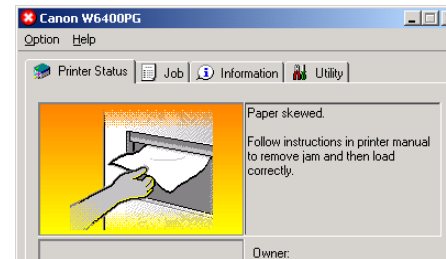 Canon W6400PG
Option Help
Printer Status Job Information Utility
Paper skewed.
Follow instructions in printer manual
to remove jam and then load
correctly.
Owner: